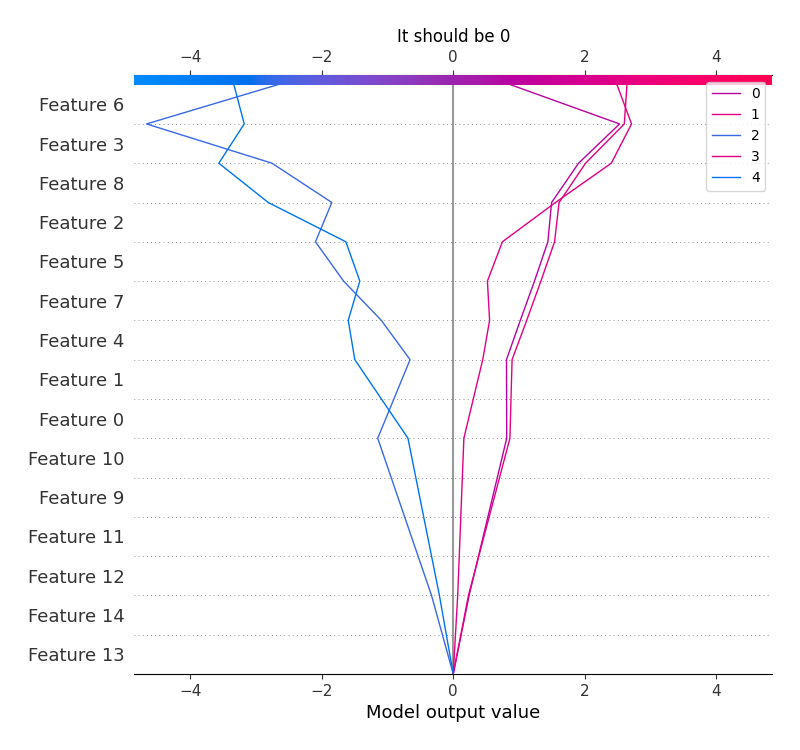 It should be 0
−4 −2 0 2 4
Feature 6
Feature 3
Feature 8
Feature 2
Feature 5
Feature 7
Feature 4
Feature 1
Feature 0
Feature 10
Feature 9
Feature 11
Feature 12
Feature 14
Feature 13
0
1
2
3
4
−4 −2 0 2 4
Model output value